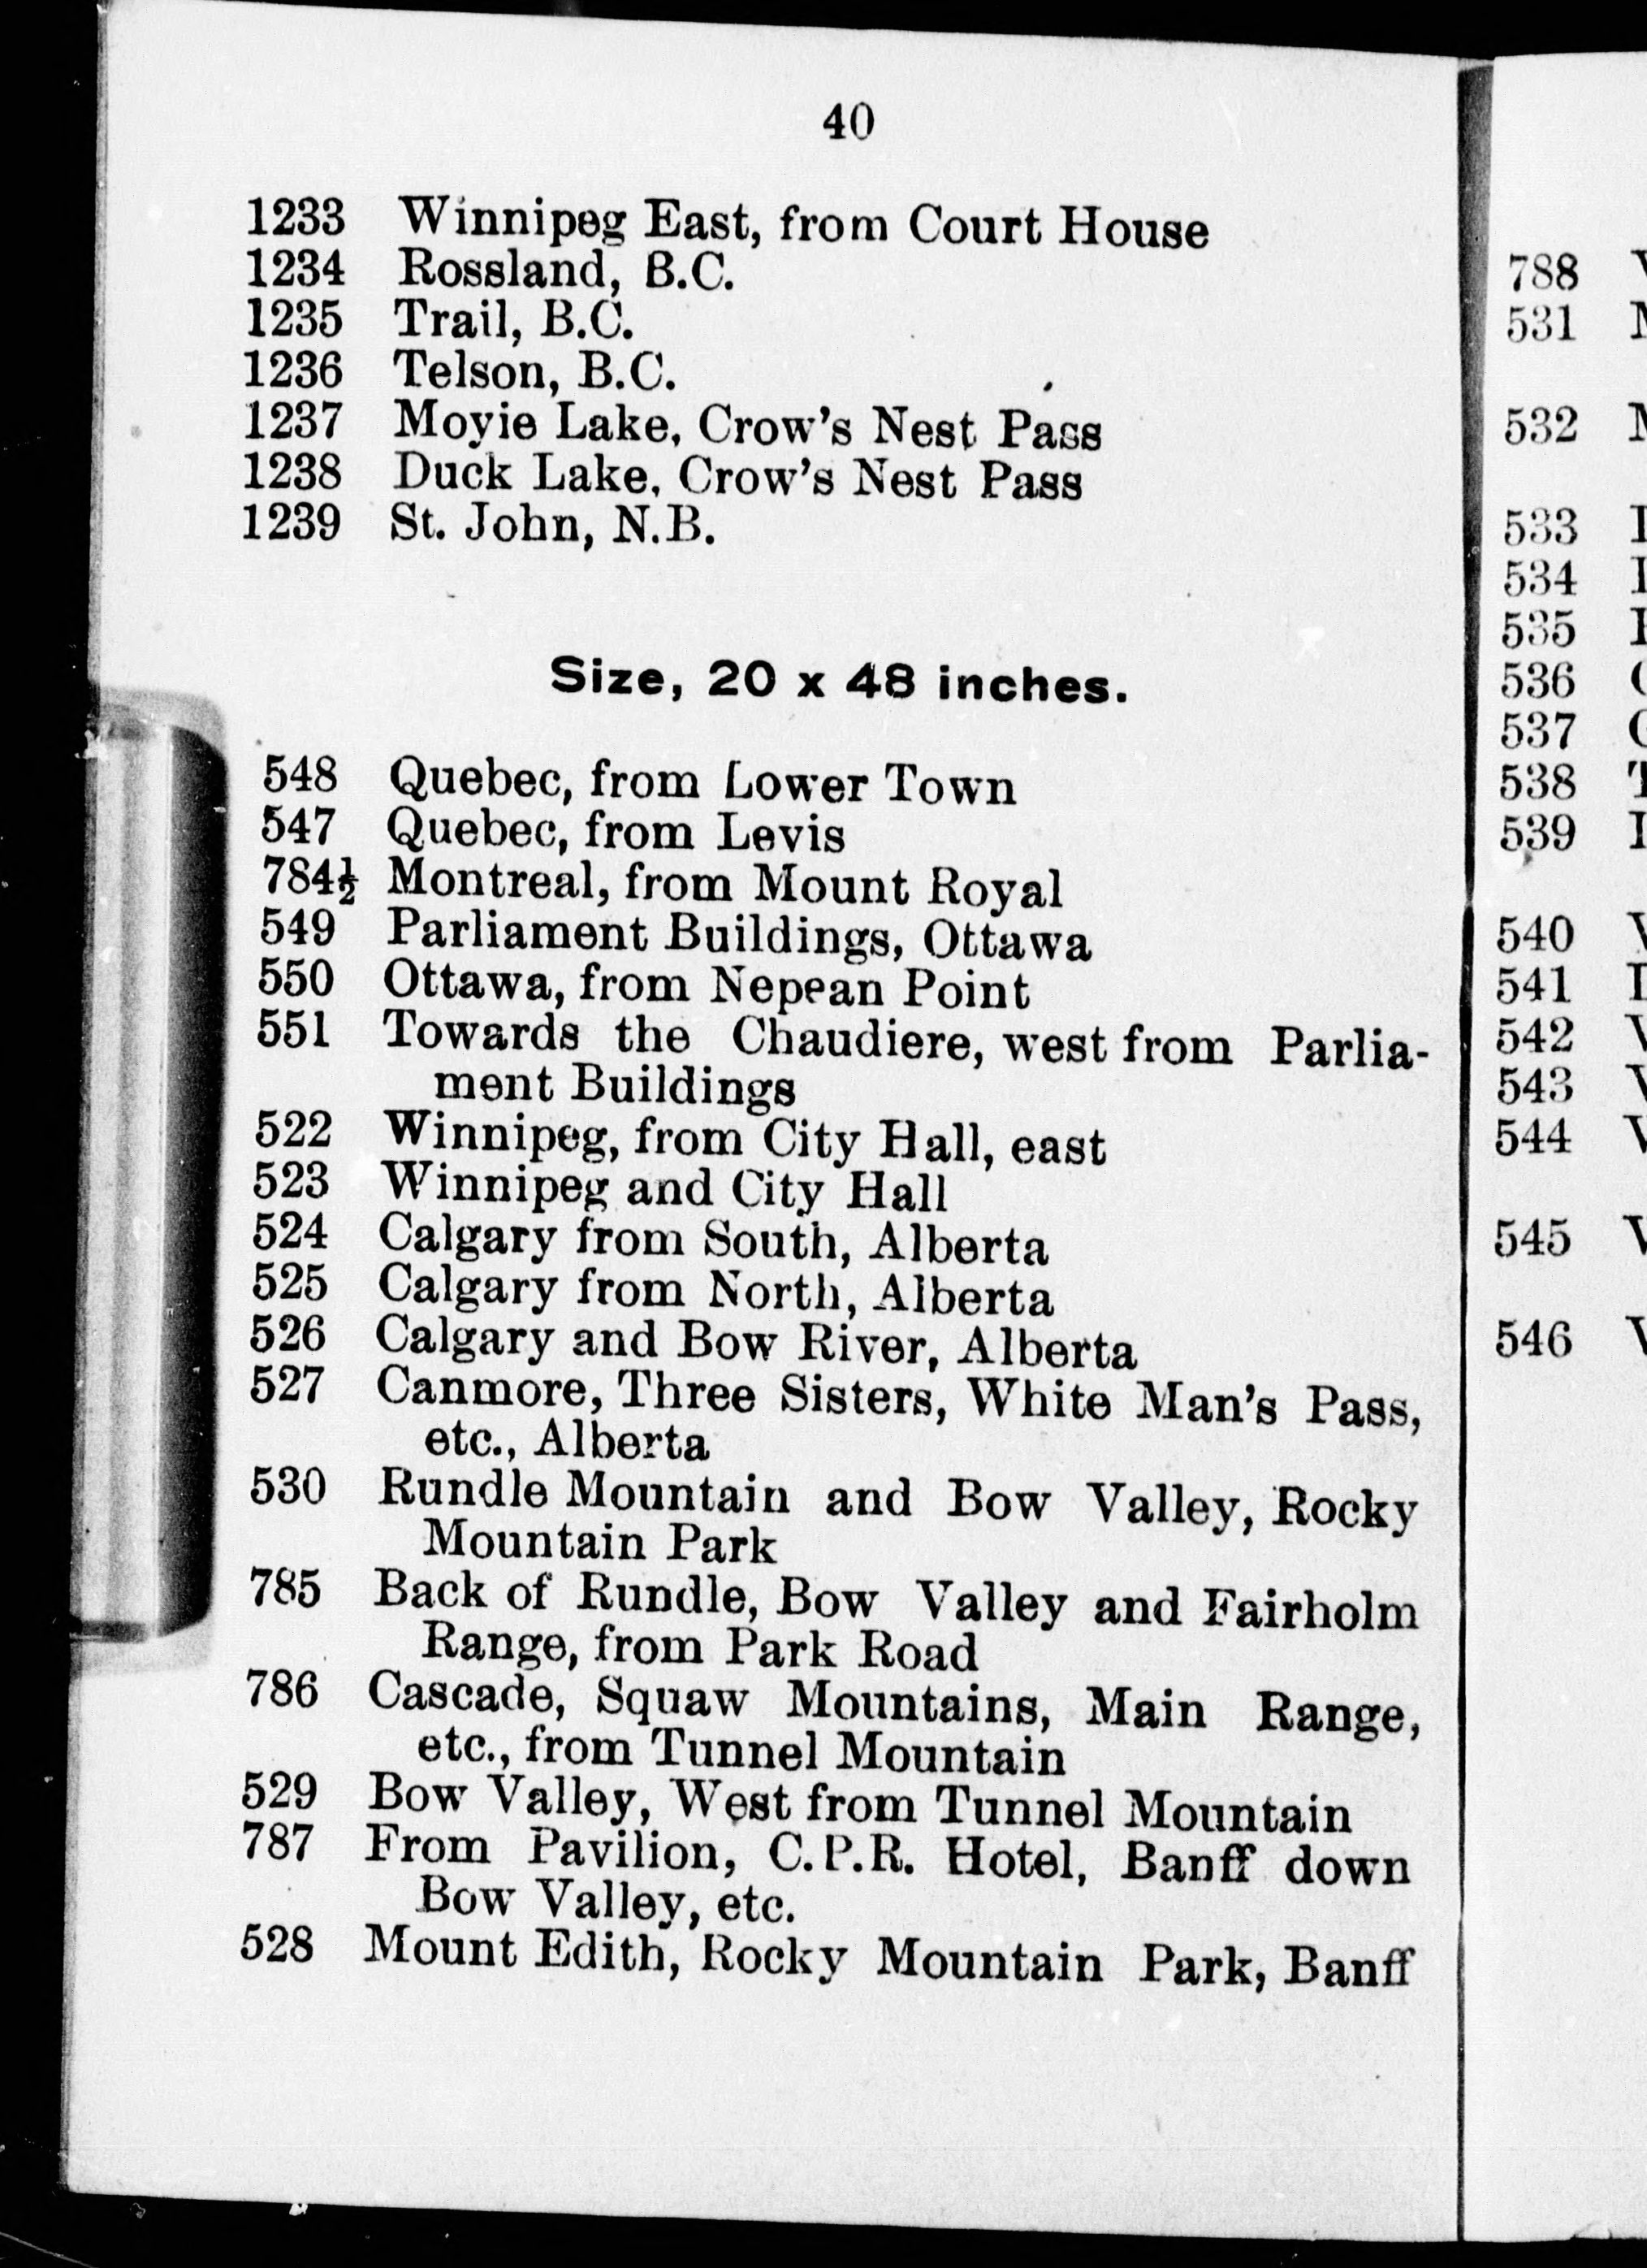 40
1233 Winnipeg East, from Court House
1234 Rossland, B.C.
1235 Trail, B.C.
1236 Telson, B.C.
1237 Moyie Lake, Crow's Nest Pass
1238 Duck Lake, Crow's Nest Pass
1239 St. John, N.B.
Size, 20 x 48 inches.
548 Quebec, from Lower Town
547 Quebec, from Levis
784½ Montreal, from Mount Royal
549 Parliament Buildings, Ottawa
550 Ottawa, from Nepean Point
551 Towards the Chaudiere, west from Parlia-
ment Buildings
522 Winnipeg, from City Hall, east
523 Winnipeg and City Hall
524 Calgary from South, Alberta
525 Calgary from North, Alberta
526 Calgary and Bow River, Alberta
527 Canmore, Three Sisters, White Man's Pass,
etc., Alberta
530 Rundle Mountain and Bow Valley, Rocky
Mountain Park
785 Back of Rundle, Bow Valley and Fairholm
Range, from Park Road
786 Cascade, Squaw Mountains, Main Range,
etc., from Tunnel Mountain
529 Bow Valley, West from Tunnel Mountain
787 From Pavilion, C.P.R. Hotel, Banff down
Bow Valley, etc.
528 Mount Edith, Rocky Mountain Park, Banff
788
531
532
533
534
535
536
537
538
539
540
541
542
543
544
545
546